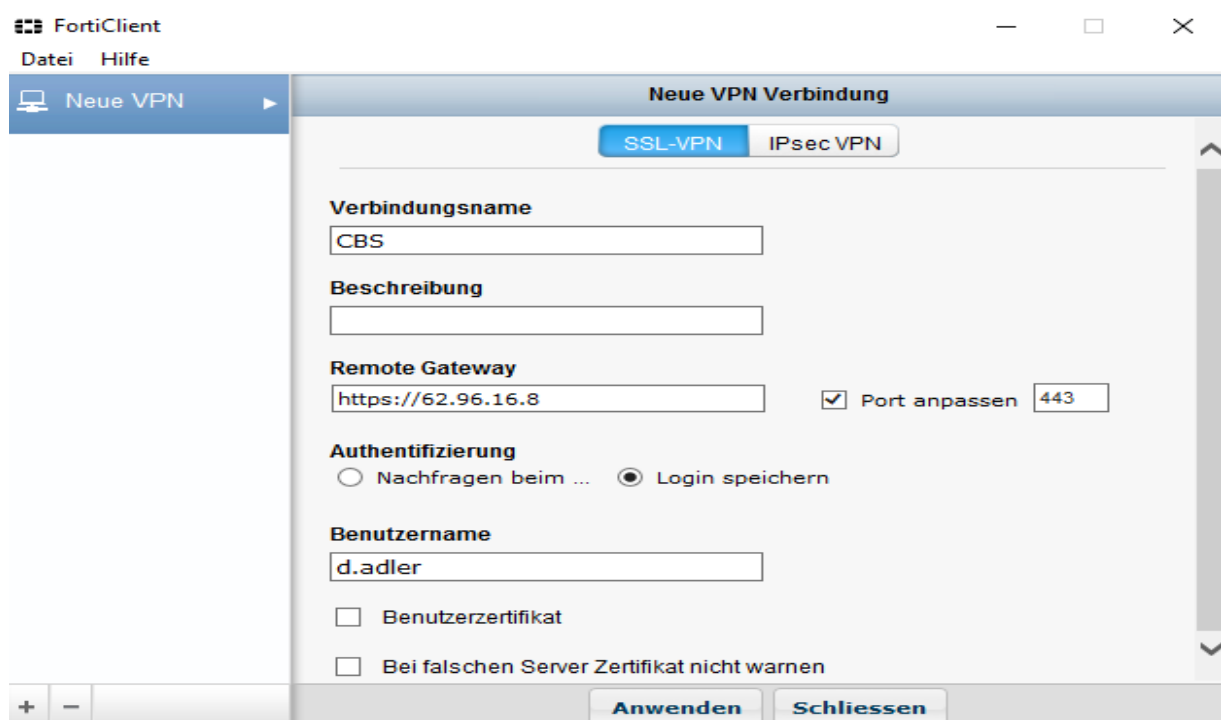 FortiClient
Datei Hilfe
Neue VPN
Neue VPN Verbindung
SSL-VPN IPsec VPN
Verbindungsname
CBS
Beschreibung
Remote Gateway
https://62.96.16.8 Port anpassen 443
Authentifizierung
Nachfragen beim ... Login speichern
Benutzername
d.adler
Benutzerzertifikat
Bei falschen Server Zertifikat nicht warnen
+ − Anwenden Schliessen